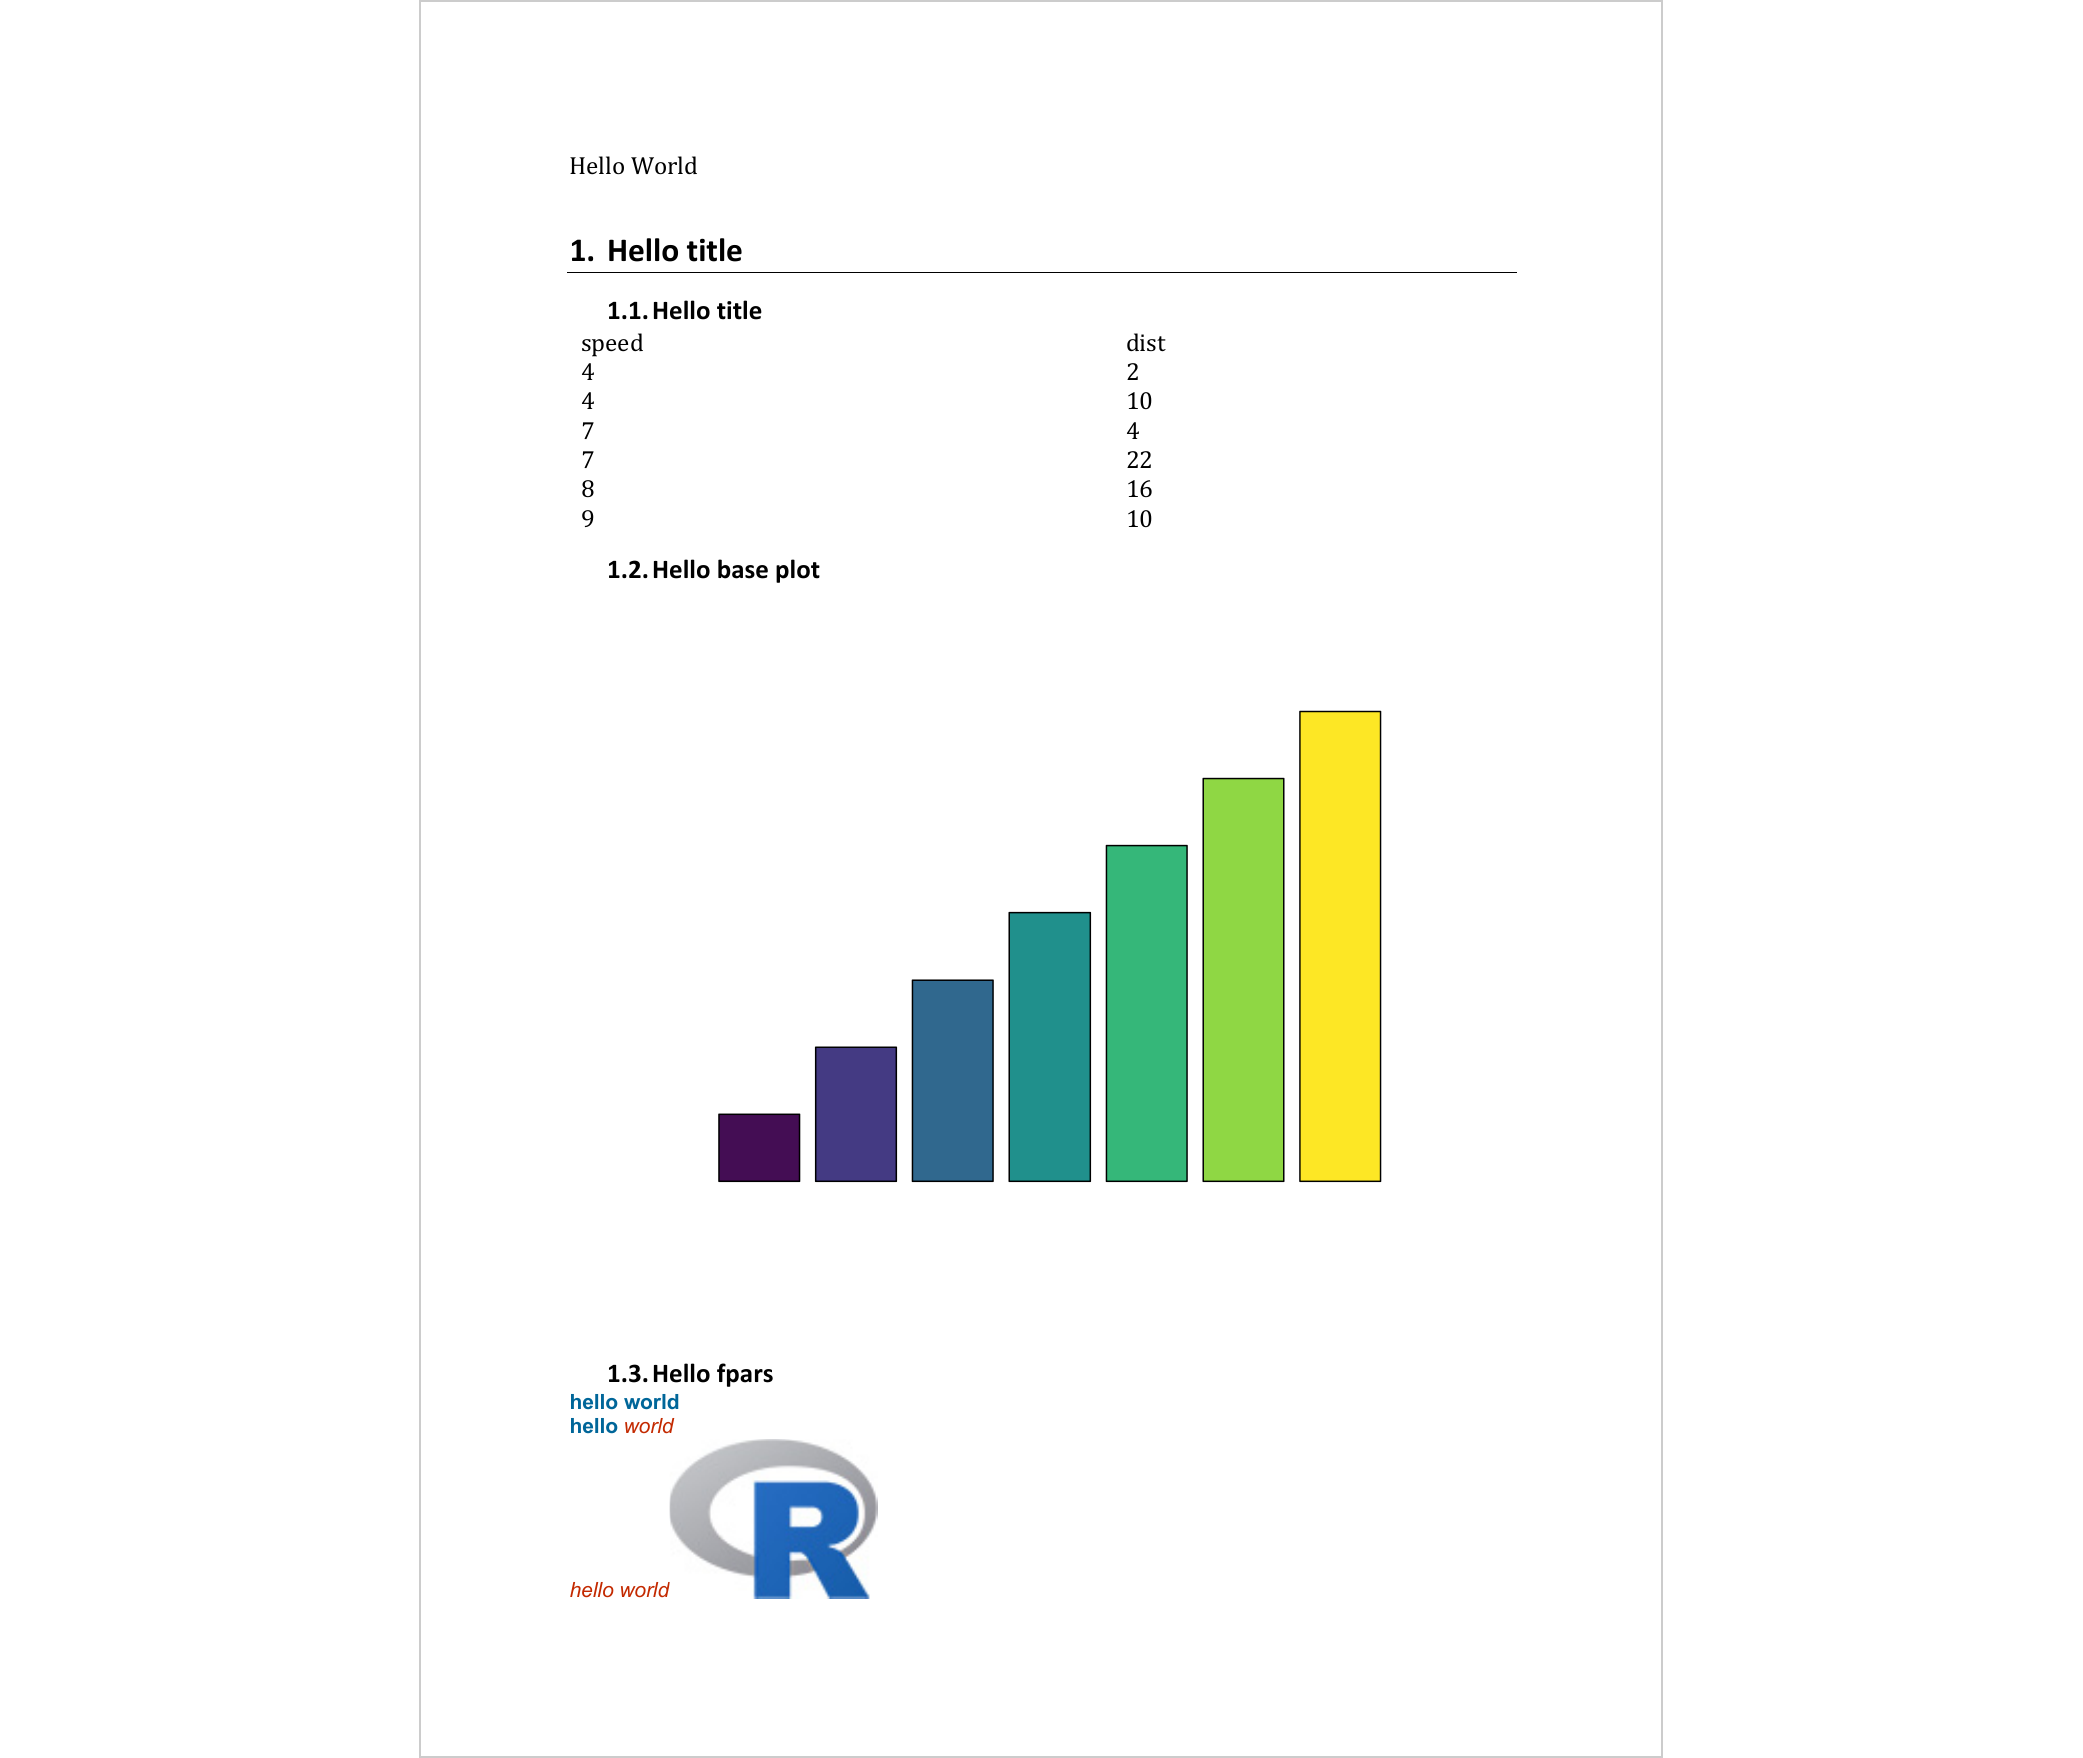 Hello World
1. Hello title
1.1. Hello title
speed dist
4 2
4 10
7 4
7 22
8 16
9 10
1.2. Hello base plot
1.3. Hello fpars
hello world
hello world
R
hello world